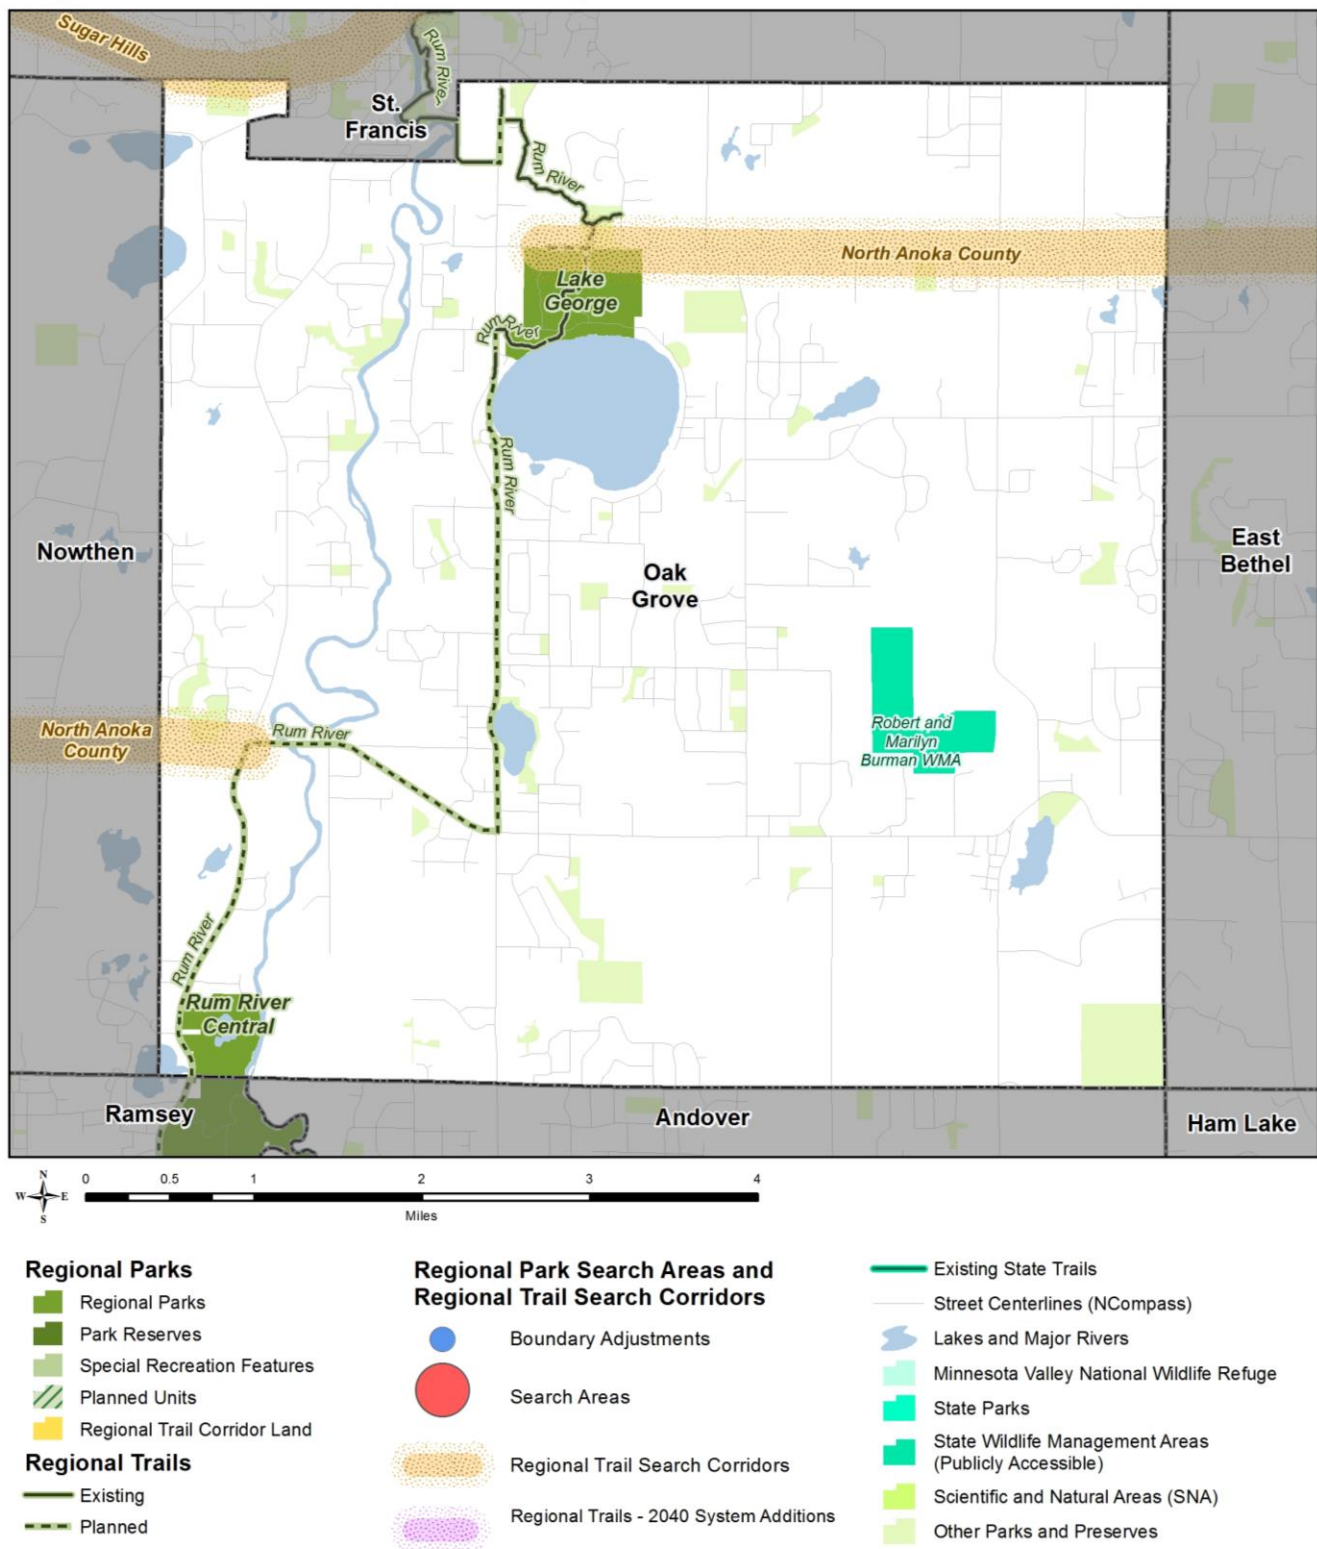 Sugar Hills
Rum River
St.
Francis
Rum River
North Anoka County
Lake
George
Rum River
Rum River
Nowthen
Oak
Grove
East
Bethel
North Anoka
County
Rum River
Robert and
Marilyn
Burman WMA
Rum River
Rum River
Central
Ramsey
Andover
Ham Lake
N
W E
S
0 0.5 1 2 3 4
Miles
Regional Parks
Regional Parks
Park Reserves
Special Recreation Features
Planned Units
Regional Trail Corridor Land
Regional Trails
Existing
Planned
Regional Park Search Areas and
Regional Trail Search Corridors
Boundary Adjustments
Search Areas
Regional Trail Search Corridors
Regional Trails - 2040 System Additions
Existing State Trails
Street Centerlines (NCompass)
Lakes and Major Rivers
Minnesota Valley National Wildlife Refuge
State Parks
State Wildlife Management Areas
(Publicly Accessible)
Scientific and Natural Areas (SNA)
Other Parks and Preserves